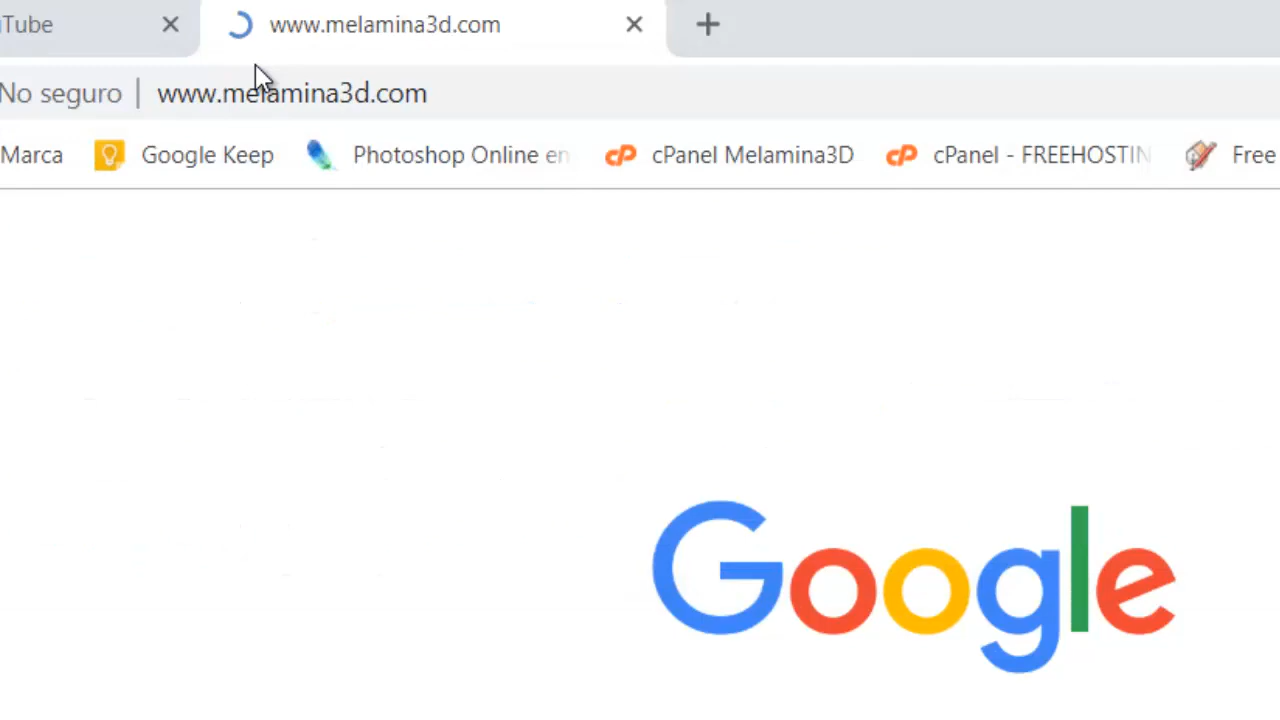 Tube www.melamina3d.com
No seguro | www.melamina3d.com
Marca Google Keep Photoshop Online en cPanel Melamina3D cPanel - FREEHOSTIN Free
Google